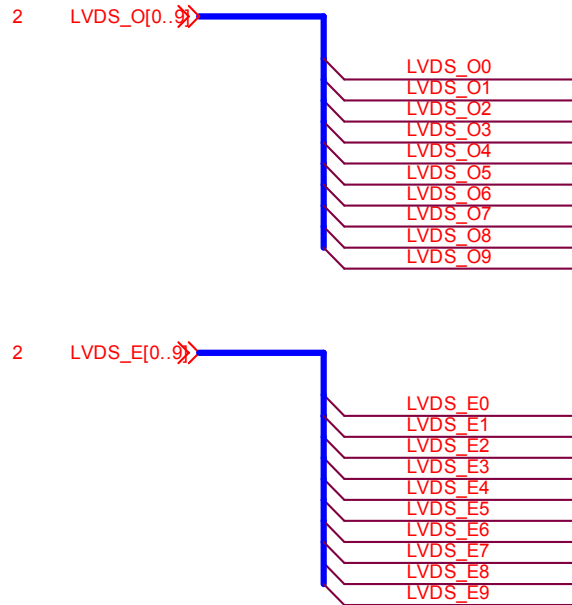 2 LVDS_O[0..9]
LVDS_O0
LVDS_O1
LVDS_O2
LVDS_O3
LVDS_O4
LVDS_O5
LVDS_O6
LVDS_O7
LVDS_O8
LVDS_O9
2 LVDS_E[0..9]
LVDS_E0
LVDS_E1
LVDS_E2
LVDS_E3
LVDS_E4
LVDS_E5
LVDS_E6
LVDS_E7
LVDS_E8
LVDS_E9